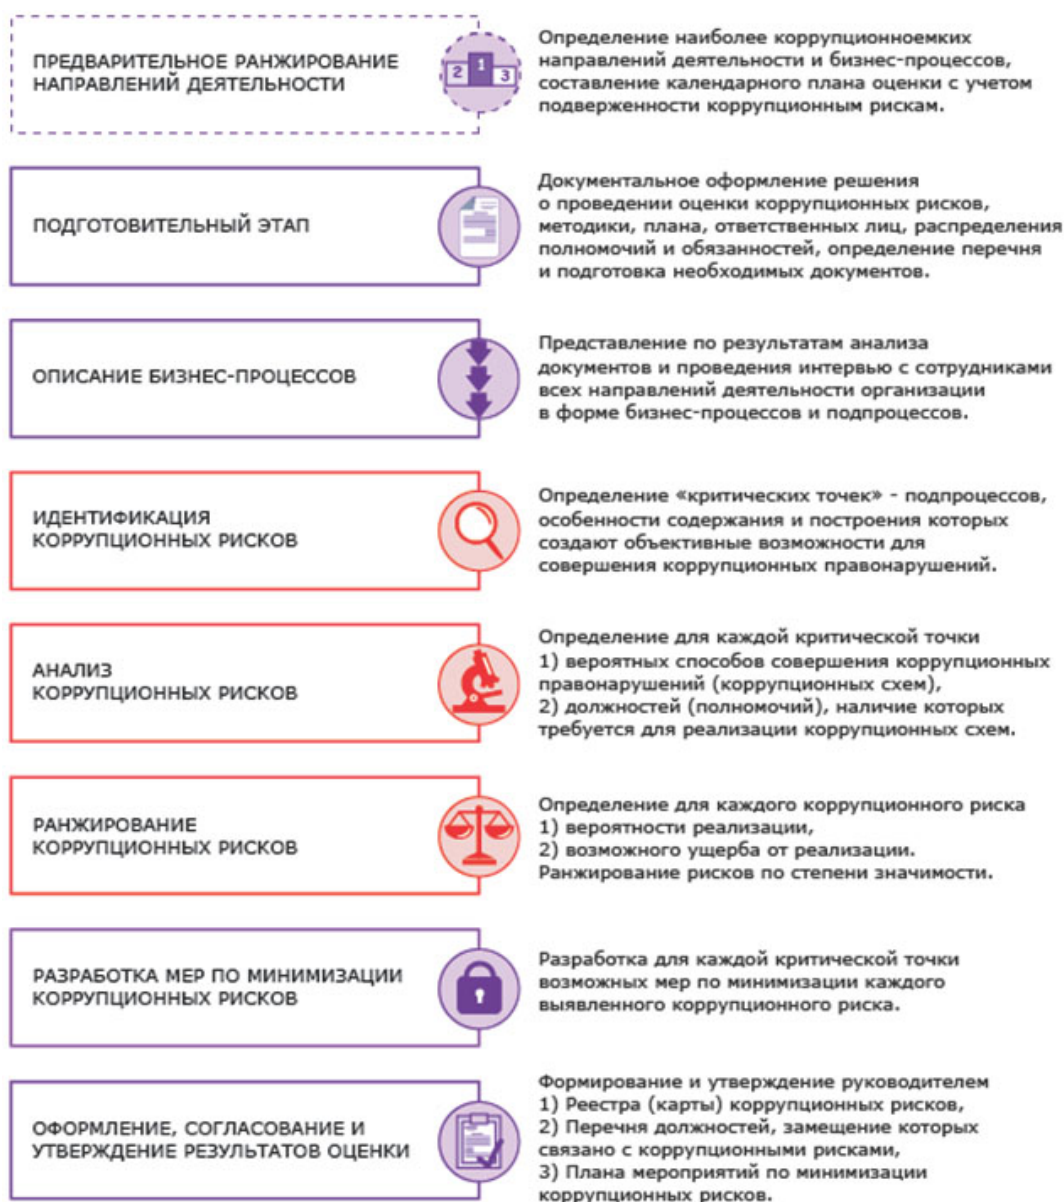 ПРЕДВАРИТЕЛЬНОЕ РАНЖИРОВАНИЕ
НАПРАВЛЕНИЙ ДЕЯТЕЛЬНОСТИ
2 1 3
Определение наиболее коррупционноемких
направлений деятельности и бизнес-процессов,
составление календарного плана оценки с учетом
подверженности коррупционным рискам.
ПОДГОТОВИТЕЛЬНЫЙ ЭТАП
Документальное оформление решения
о проведении оценки коррупционных рисков,
методики, плана, ответственных лиц, распределения
полномочий и обязанностей, определение перечня
и подготовка необходимых документов.
ОПИСАНИЕ БИЗНЕС-ПРОЦЕССОВ
Представление по результатам анализа
документов и проведения интервью с сотрудниками
всех направлений деятельности организации
в форме бизнес-процессов и подпроцессов.
ИДЕНТИФИКАЦИЯ
КОРРУПЦИОННЫХ РИСКОВ
Определение «критических точек» - подпроцессов,
особенности содержания и построения которых
создают объективные возможности для
совершения коррупционных правонарушений.
АНАЛИЗ
КОРРУПЦИОННЫХ РИСКОВ
Определение для каждой критической точки
1) вероятных способов совершения коррупционных
правонарушений (коррупционных схем),
2) должностей (полномочий), наличие которых
требуется для реализации коррупционных схем.
РАНЖИРОВАНИЕ
КОРРУПЦИОННЫХ РИСКОВ
Определение для каждого коррупционного риска
1) вероятности реализации,
2) возможного ущерба от реализации.
Ранжирование рисков по степени значимости.
РАЗРАБОТКА МЕР ПО МИНИМИЗАЦИИ
КОРРУПЦИОННЫХ РИСКОВ
Разработка для каждой критической точки
возможных мер по минимизации каждого
выявленного коррупционного риска.
ОФОРМЛЕНИЕ, СОГЛАСОВАНИЕ И
УТВЕРЖДЕНИЕ РЕЗУЛЬТАТОВ ОЦЕНКИ
Формирование и утверждение руководителем
1) Реестра (карты) коррупционных рисков,
2) Перечня должностей, замещение которых
связано с коррупционными рисками,
3) Плана мероприятий по минимизации
коррупционных рисков.